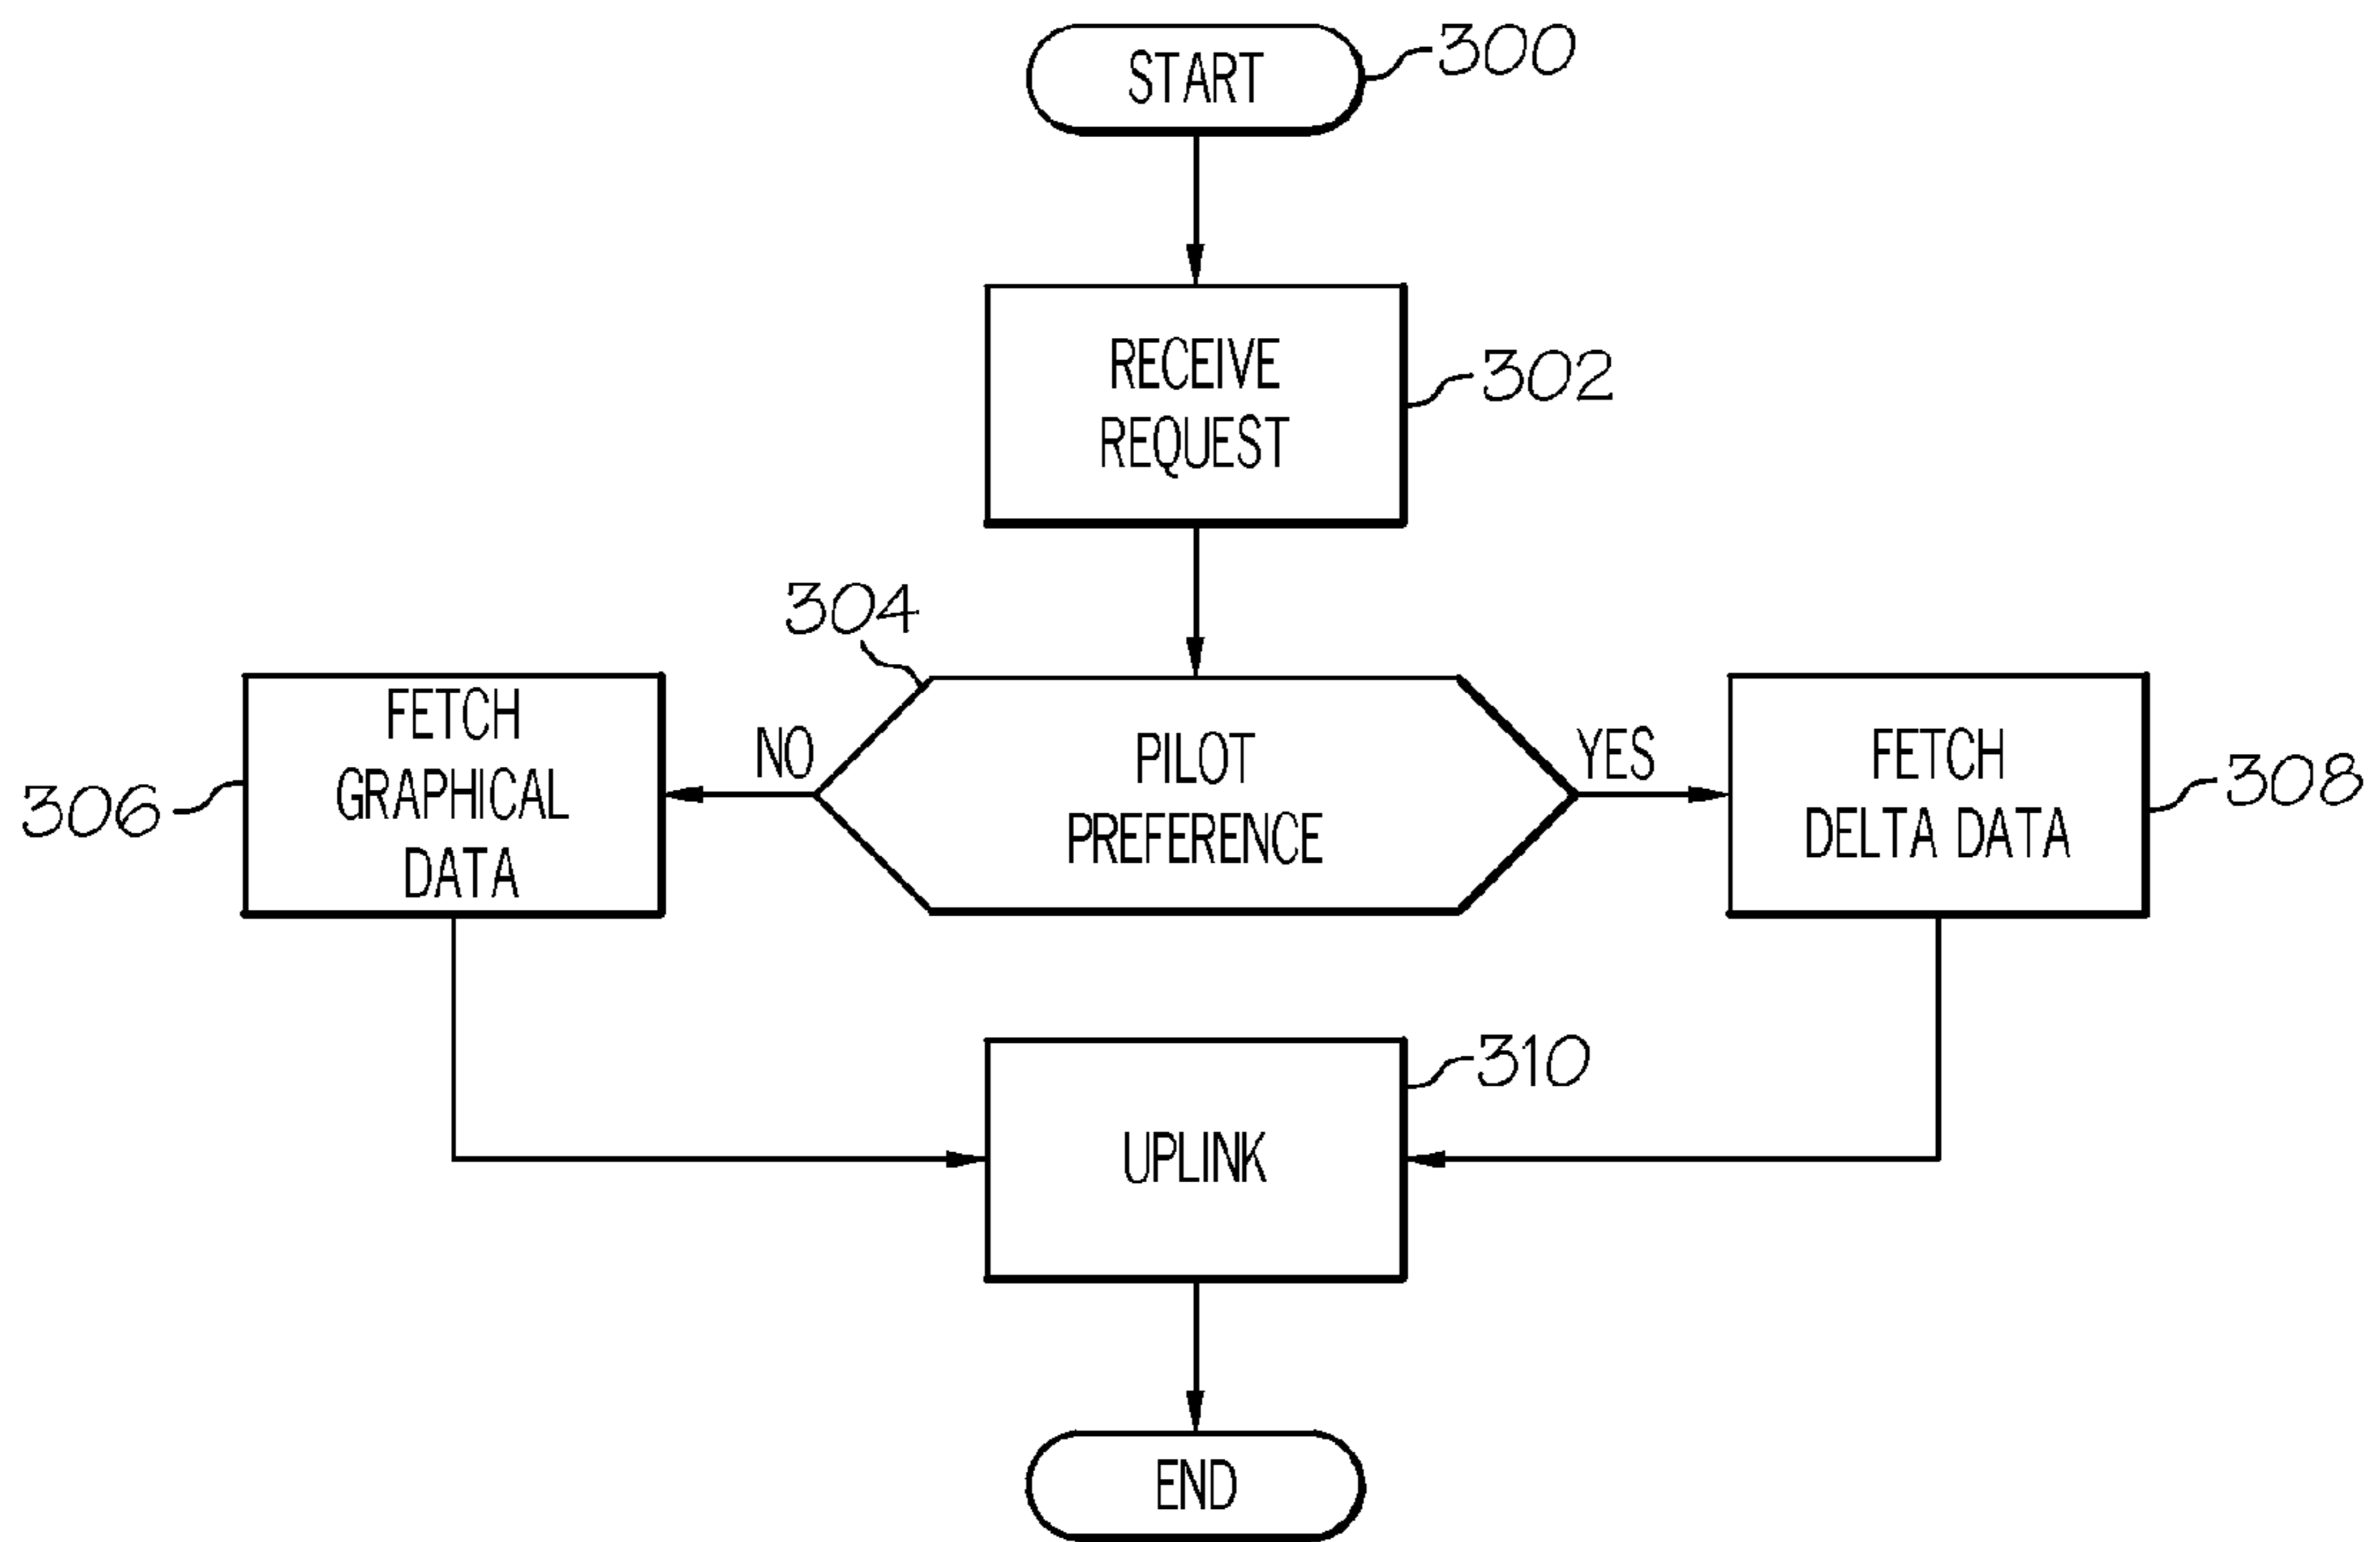 START
300
RECEIVE
REQUEST
302
304
FETCH
GRAPHICAL
DATA
306
NO
PILOT
PREFERENCE
YES
FETCH
DELTA DATA
308
UPLINK
310
END